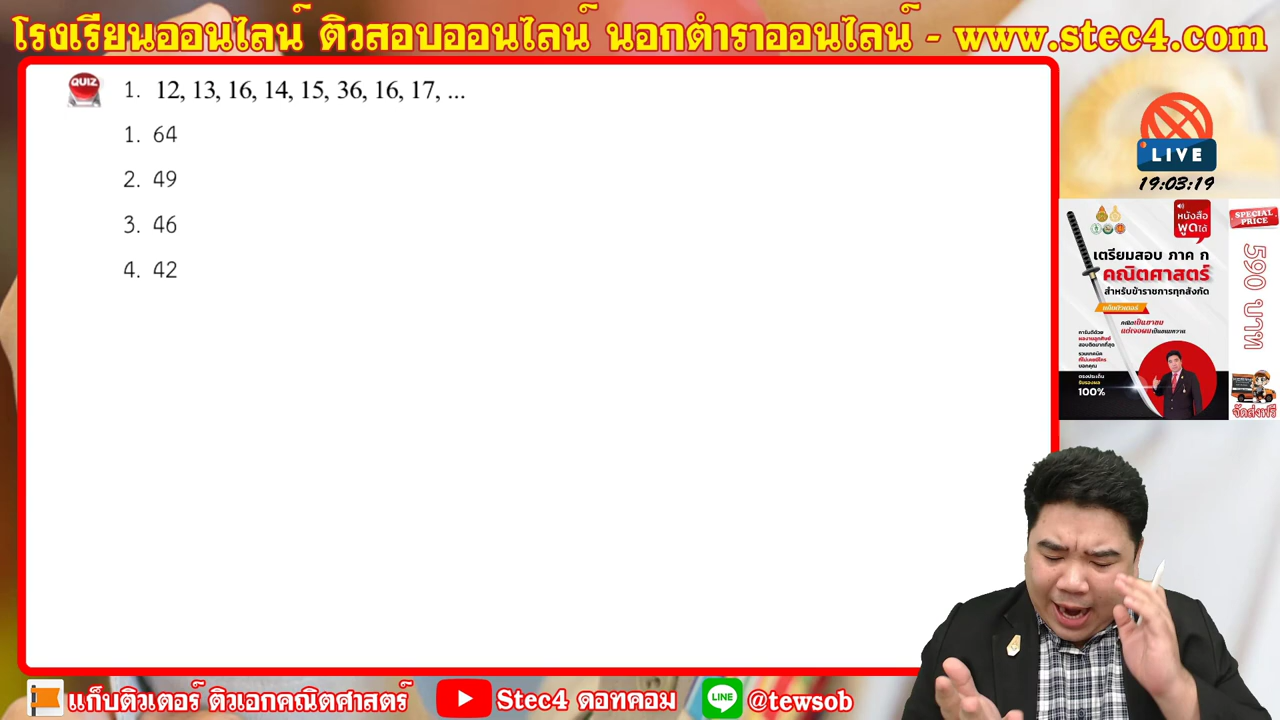 โรงเรียนออนไลน์ ติวสอบออนไลน์ นอกตำราออนไลน์ - www.stec4.com
QUIZ
1. 12, 13, 16, 14, 15, 36, 16, 17, ...
1. 64
2. 49
3. 46
4. 42
LIVE
19:03:19
หนังสือ
พูดได้
SPECIAL
PRICE
เตรียมสอบ ภาค ก
คณิตศาสตร์
สำหรับข้าราชการทุกสังกัด
590 บาท
100%
จัดส่งฟรี
แก็บติวเตอร์ ติวเอกคณิตศาสตร์
Stec4 ดอทคอม
LINE
@tewsob